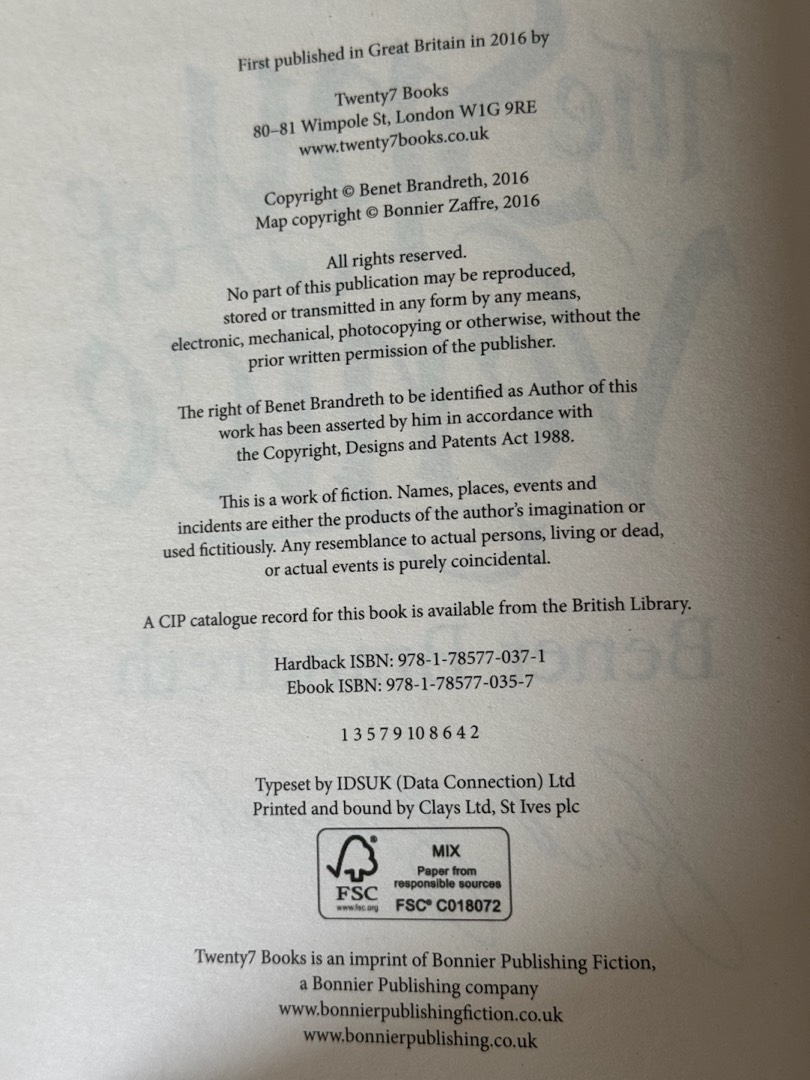 First published in Great Britain in 2016 by
Twenty7 Books
80–81 Wimpole St, London W1G 9RE
www.twenty7books.co.uk
Copyright © Benet Brandreth, 2016
Map copyright © Bonnier Zaffre, 2016
All rights reserved.
No part of this publication may be reproduced,
stored or transmitted in any form by any means,
electronic, mechanical, photocopying or otherwise, without the
prior written permission of the publisher.
The right of Benet Brandreth to be identified as Author of this
work has been asserted by him in accordance with
the Copyright, Designs and Patents Act 1988.
This is a work of fiction. Names, places, events and
incidents are either the products of the author's imagination or
used fictitiously. Any resemblance to actual persons, living or dead,
or actual events is purely coincidental.
A CIP catalogue record for this book is available from the British Library.
Hardback ISBN: 978-1-78577-037-1
Ebook ISBN: 978-1-78577-035-7
1 3 5 7 9 10 8 6 4 2
Typeset by IDSUK (Data Connection) Ltd
Printed and bound by Clays Ltd, St Ives plc
FSC
www.fsc.org
MIX
Paper from
responsible sources
FSC® C018072
Twenty7 Books is an imprint of Bonnier Publishing Fiction,
a Bonnier Publishing company
www.bonnierpublishingfiction.co.uk
www.bonnierpublishing.co.uk